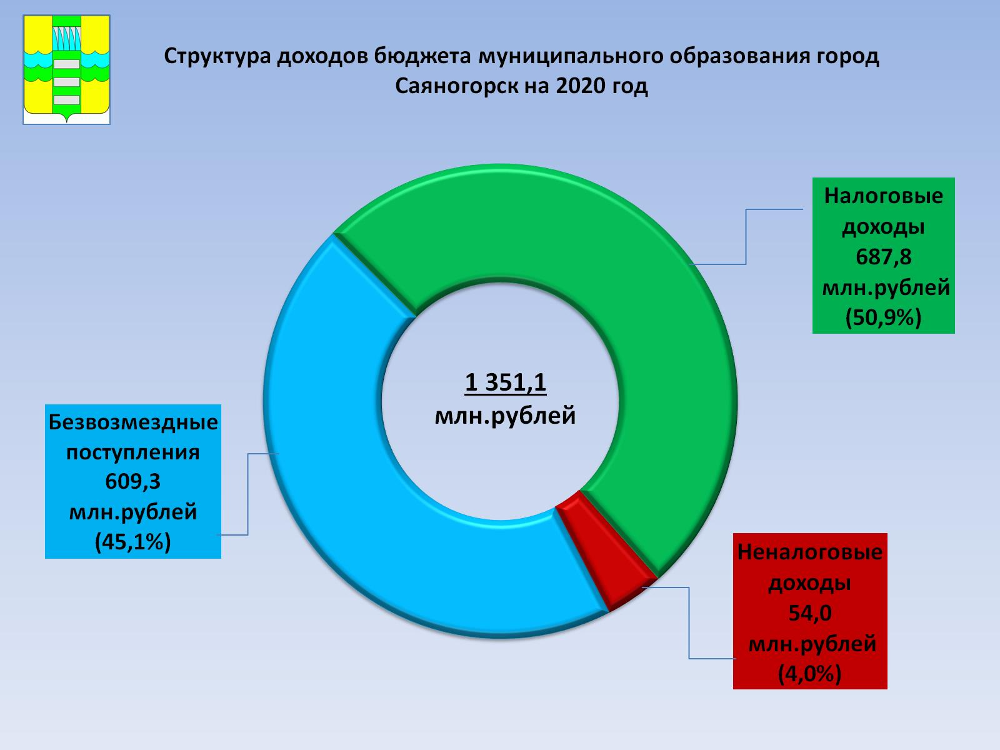 Структура доходов бюджета муниципального образования город
Саяногорск на 2020 год
Налоговые
доходы
687,8
млн.рублей
(50,9%)
1 351,1
млн.рублей
Безвозмездные
поступления
609,3
млн.рублей
(45,1%)
Неналоговые
доходы
54,0
млн.рублей
(4,0%)